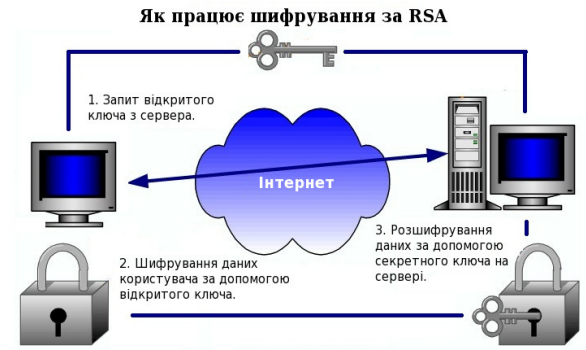 Як працює шифрування за RSA
1. Запит відкритого
ключа з сервера.
Інтернет
2. Шифрування даних
користувача за допомогою
відкритого ключа.
3. Розшифрування
даних за допомогою
секретного ключа на
сервері.